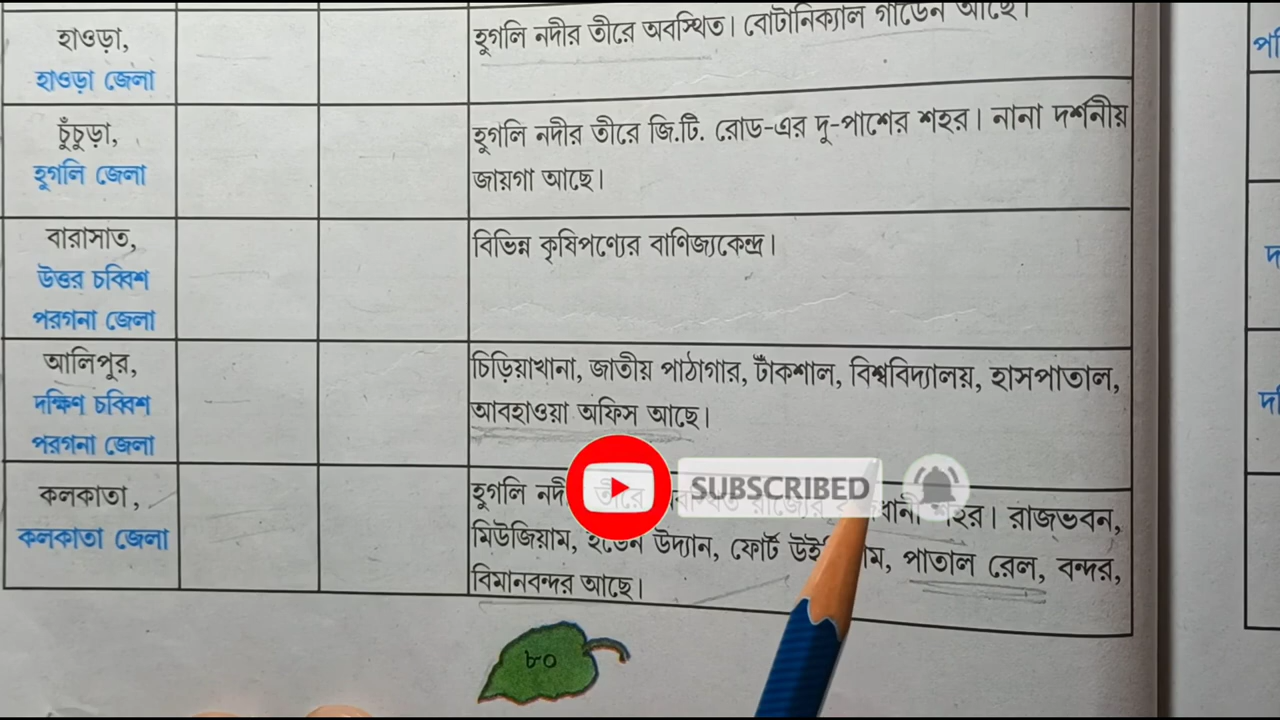 হাওড়া,
হাওড়া জেলা
হুগলি নদীর তীরে অবস্থিত। বোটানিক্যাল গার্ডেন আছে।
চুঁচুড়া,
হুগলি জেলা
হুগলি নদীর তীরে জি.টি. রোড-এর দু-পাশের শহর। নানা দর্শনীয়
জায়গা আছে।
বারাসাত,
উত্তর চব্বিশ
পরগনা জেলা
বিভিন্ন কৃষিপণ্যের বাণিজ্যকেন্দ্র।
আলিপুর,
দক্ষিণ চব্বিশ
পরগনা জেলা
চিড়িয়াখানা, জাতীয় পাঠাগার, টাঁকশাল, বিশ্ববিদ্যালয়, হাসপাতাল,
আবহাওয়া অফিস আছে।
কলকাতা,
কলকাতা জেলা
হুগলি তীরে রাজ্যের শহর। রাজভবন,
মিউজিয়াম, ইডেন উদ্যান, ফোর্ট পাতাল রেল, বন্দর,
বিমানবন্দর আছে।
SUBSCRIBED
৮০